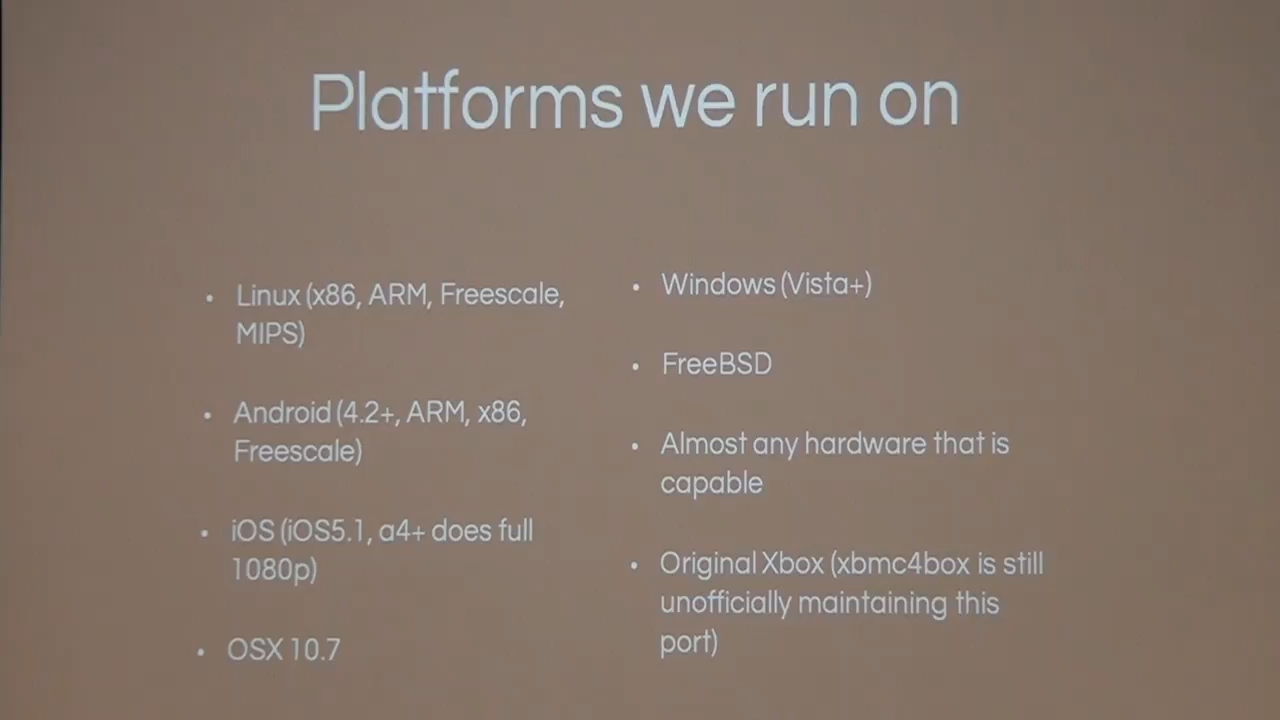 Platforms we run on
• Linux (x86, ARM, Freescale,
MIPS)
• Android (4.2+, ARM, x86,
Freescale)
• iOS (iOS5.1, a4+ does full
1080p)
• OSX 10.7
• Windows (Vista+)
• FreeBSD
• Almost any hardware that is
capable
• Original Xbox (xbmc4box is still
unofficially maintaining this
port)